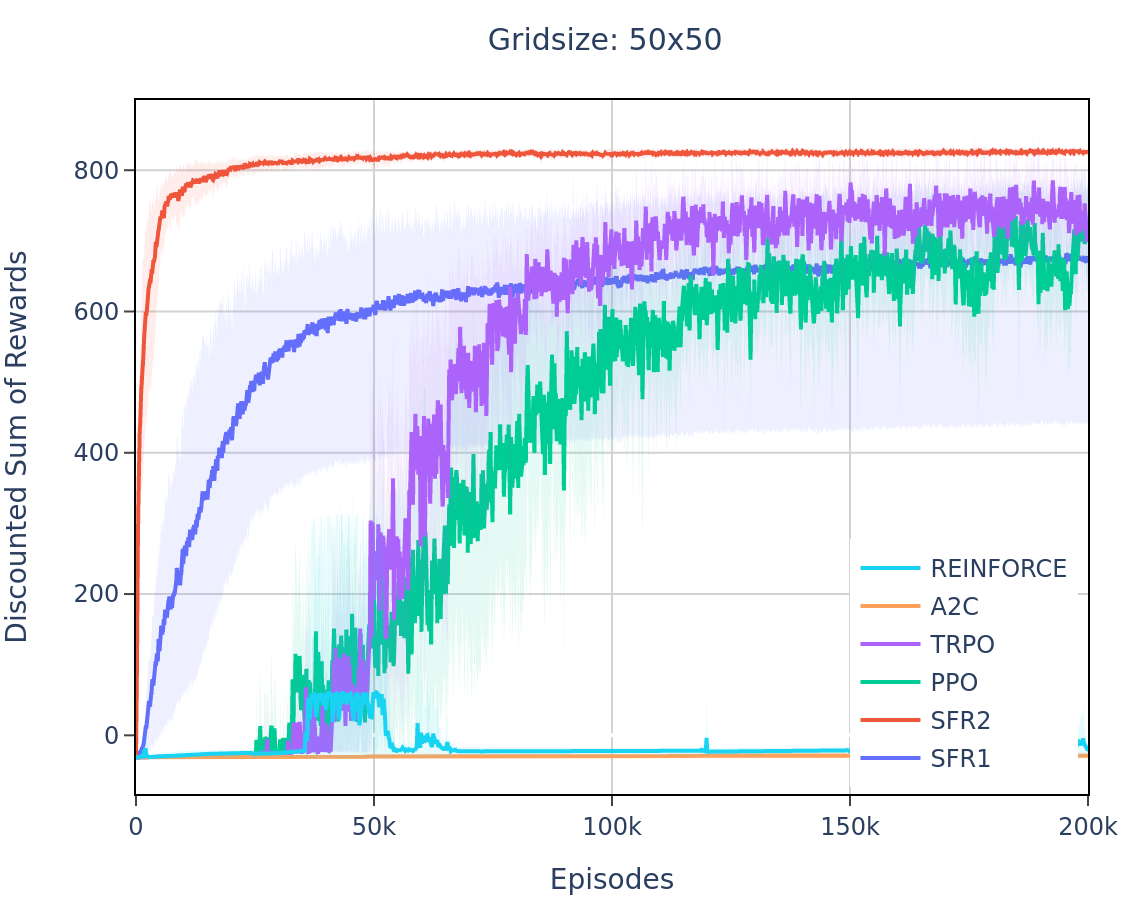 Gridsize: 50x50
Discounted Sum of Rewards
800
600
400
200
0
REINFORCE
A2C
TRPO
PPO
SFR2
SFR1
0
50k
100k
150k
200k
Episodes